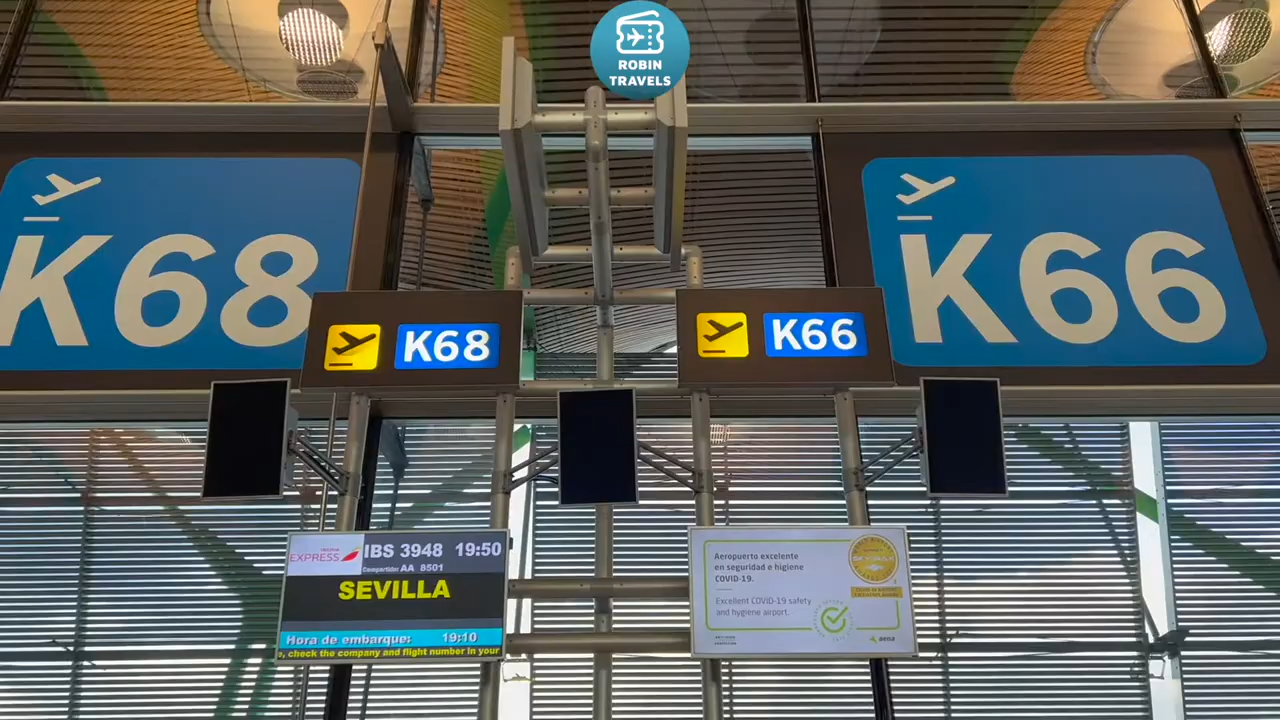 ROBIN
TRAVELS
K68
K66
K68
K66
EXPRESS
IBS 3948 19:50
Compartido: AA 8501
SEVILLA
Hora de embarque: 19:10
, check the company and flight number in your
Aeropuerto excelente
en seguridad e higiene
COVID-19.
Excellent COVID-19 safety
and hygiene airport.
aena